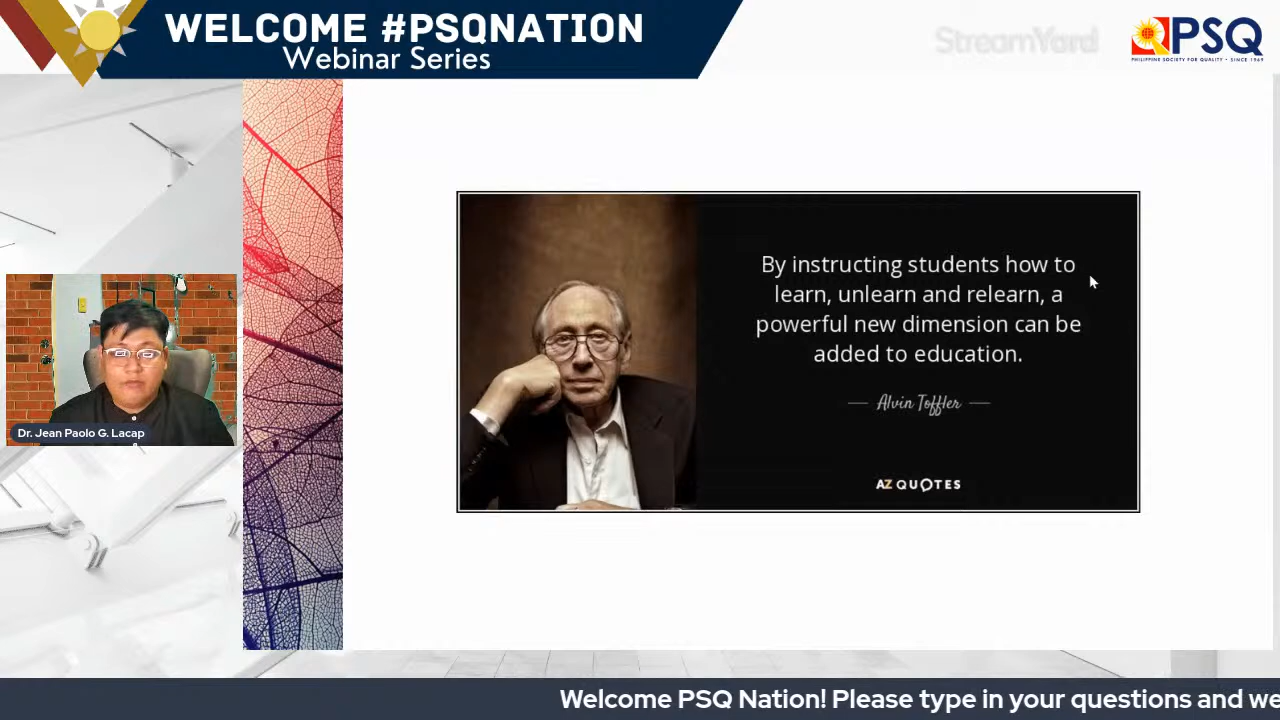 WELCOME #PSQNATION
Webinar Series
StreamYard
PSQ
PHILIPPINE SOCIETY FOR QUALITY • SINCE 1969
By instructing students how to
learn, unlearn and relearn, a
powerful new dimension can be
added to education.
Alvin Toffler
AZ QUOTES
Dr. Jean Paolo G. Lacap
Welcome PSQ Nation! Please type in your questions and we